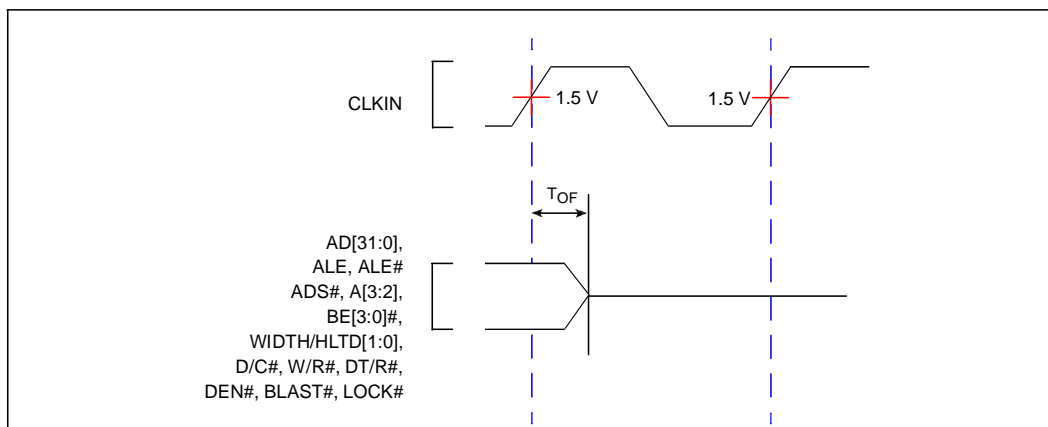 CLKIN
1.5 V
1.5 V
TOF
AD[31:0],
ALE, ALE#
ADS#, A[3:2],
BE[3:0]#,
WIDTH/HLTD[1:0],
D/C#, W/R#, DT/R#,
DEN#, BLAST#, LOCK#